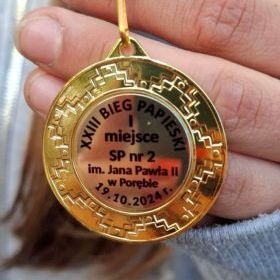 XXIII BIEG PAPIESKI
I
miejsce
SP nr 2
im. Jana Pawła II
w Porębie
19.10.2024 r.